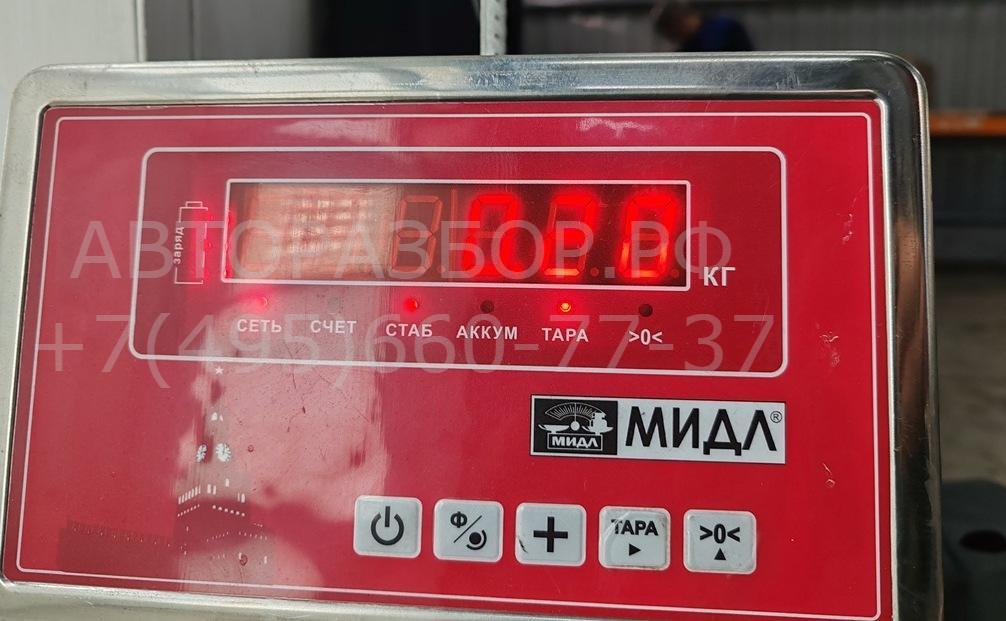 заряд
АВТОРАЗБОР.РФ
кг
СЕТЬ СЧЕТ СТАБ АККУМ ТАРА >0<
+7(495)660-77-37
МИДЛ МИДЛ®
Ф ТАРА >0<